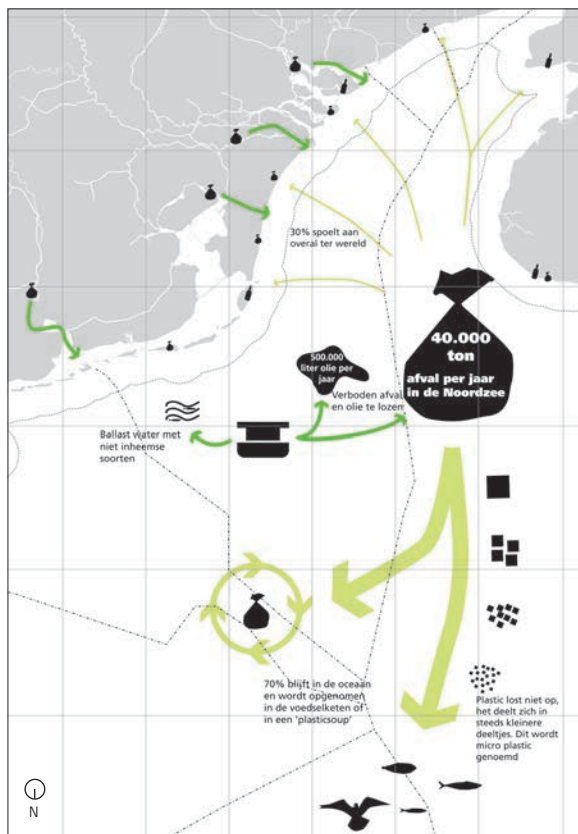 30% spoelt aan
overal ter wereld
40.000
ton
afval per jaar
in de Noordzee
500.000
liter olie per
jaar
Verboden afval
en olie te lozen
Ballast water met
niet inheemse
soorten
70% blijft in de oceaan
en wordt opgenomen
in de voedselketen of
in een 'plasticsoup'
Plastic lost niet op,
het deelt zich in
steeds kleinere
deeltjes. Dit wordt
micro plastic
genoemd
N